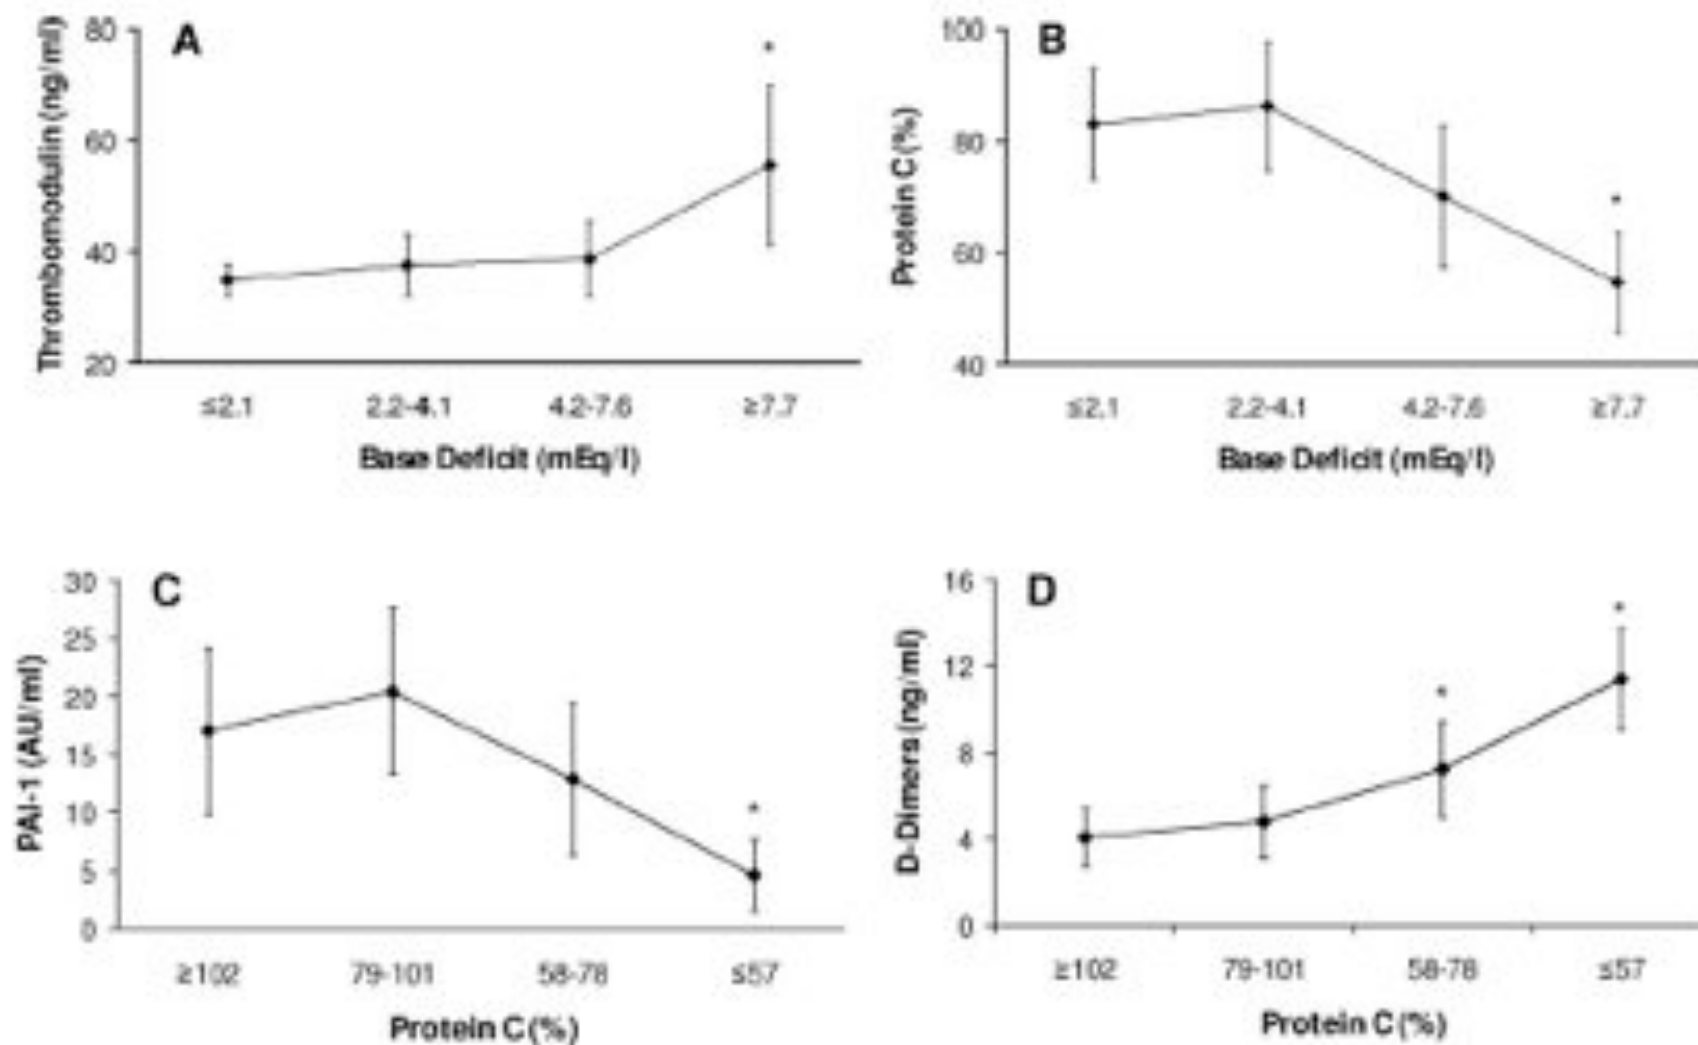 A
Thrombomodulin (ng/ml)
80
60
40
20
≤2.1 2.2-4.1 4.2-7.6 ≥7.7
Base Deficit (mEq/l)
*
B
Protein C (%)
100
80
60
40
≤2.1 2.2-4.1 4.2-7.6 ≥7.7
Base Deficit (mEq/l)
*
C
PAI-1 (AU/ml)
30
25
20
15
10
5
0
≥102 79-101 58-78 ≤57
Protein C (%)
*
D
D-Dimers (ng/ml)
16
12
8
4
0
≥102 79-101 58-78 ≤57
Protein C (%)
* *